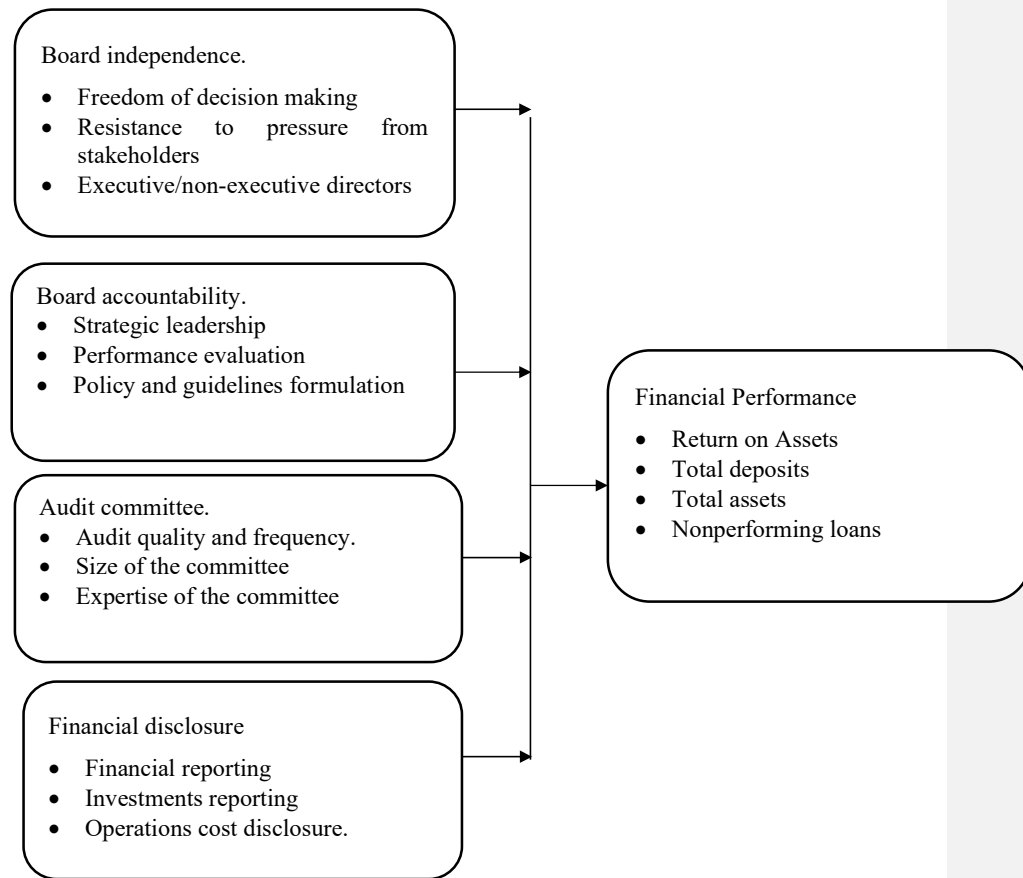 Board independence.
• Freedom of decision making
• Resistance to pressure from
stakeholders
• Executive/non-executive directors
Board accountability.
• Strategic leadership
• Performance evaluation
• Policy and guidelines formulation
Audit committee.
• Audit quality and frequency.
• Size of the committee
• Expertise of the committee
Financial disclosure
• Financial reporting
• Investments reporting
• Operations cost disclosure.
Financial Performance
• Return on Assets
• Total deposits
• Total assets
• Nonperforming loans